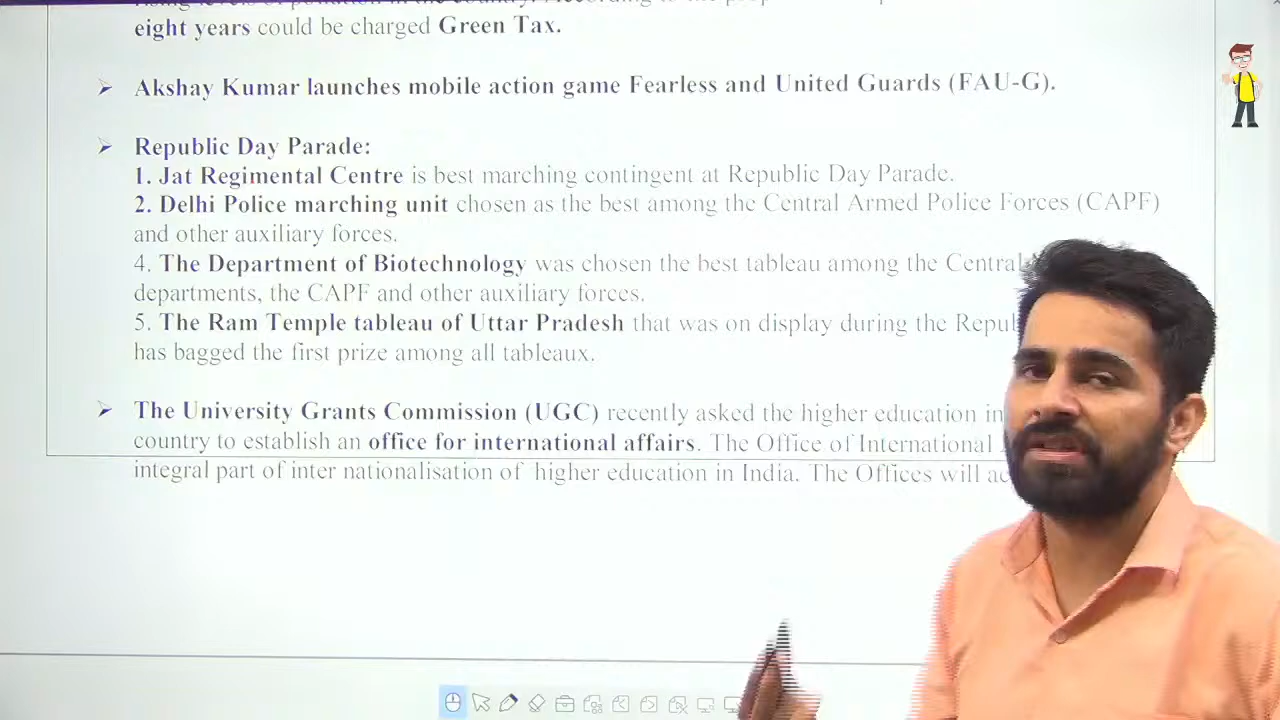 eight years could be charged Green Tax.
Akshay Kumar launches mobile action game Fearless and United Guards (FAU-G).
Republic Day Parade:
1. Jat Regimental Centre is best marching contingent at Republic Day Parade.
2. Delhi Police marching unit chosen as the best among the Central Armed Police Forces (CAPF)
and other auxiliary forces.
4. The Department of Biotechnology was chosen the best tableau among the Central
departments, the CAPF and other auxiliary forces.
5. The Ram Temple tableau of Uttar Pradesh that was on display during the
has bagged the first prize among all tableaux.
The University Grants Commission (UGC) recently asked the higher education
country to establish an office for international affairs. The Office of International
integral part of inter nationalisation of higher education in India. The Offices will